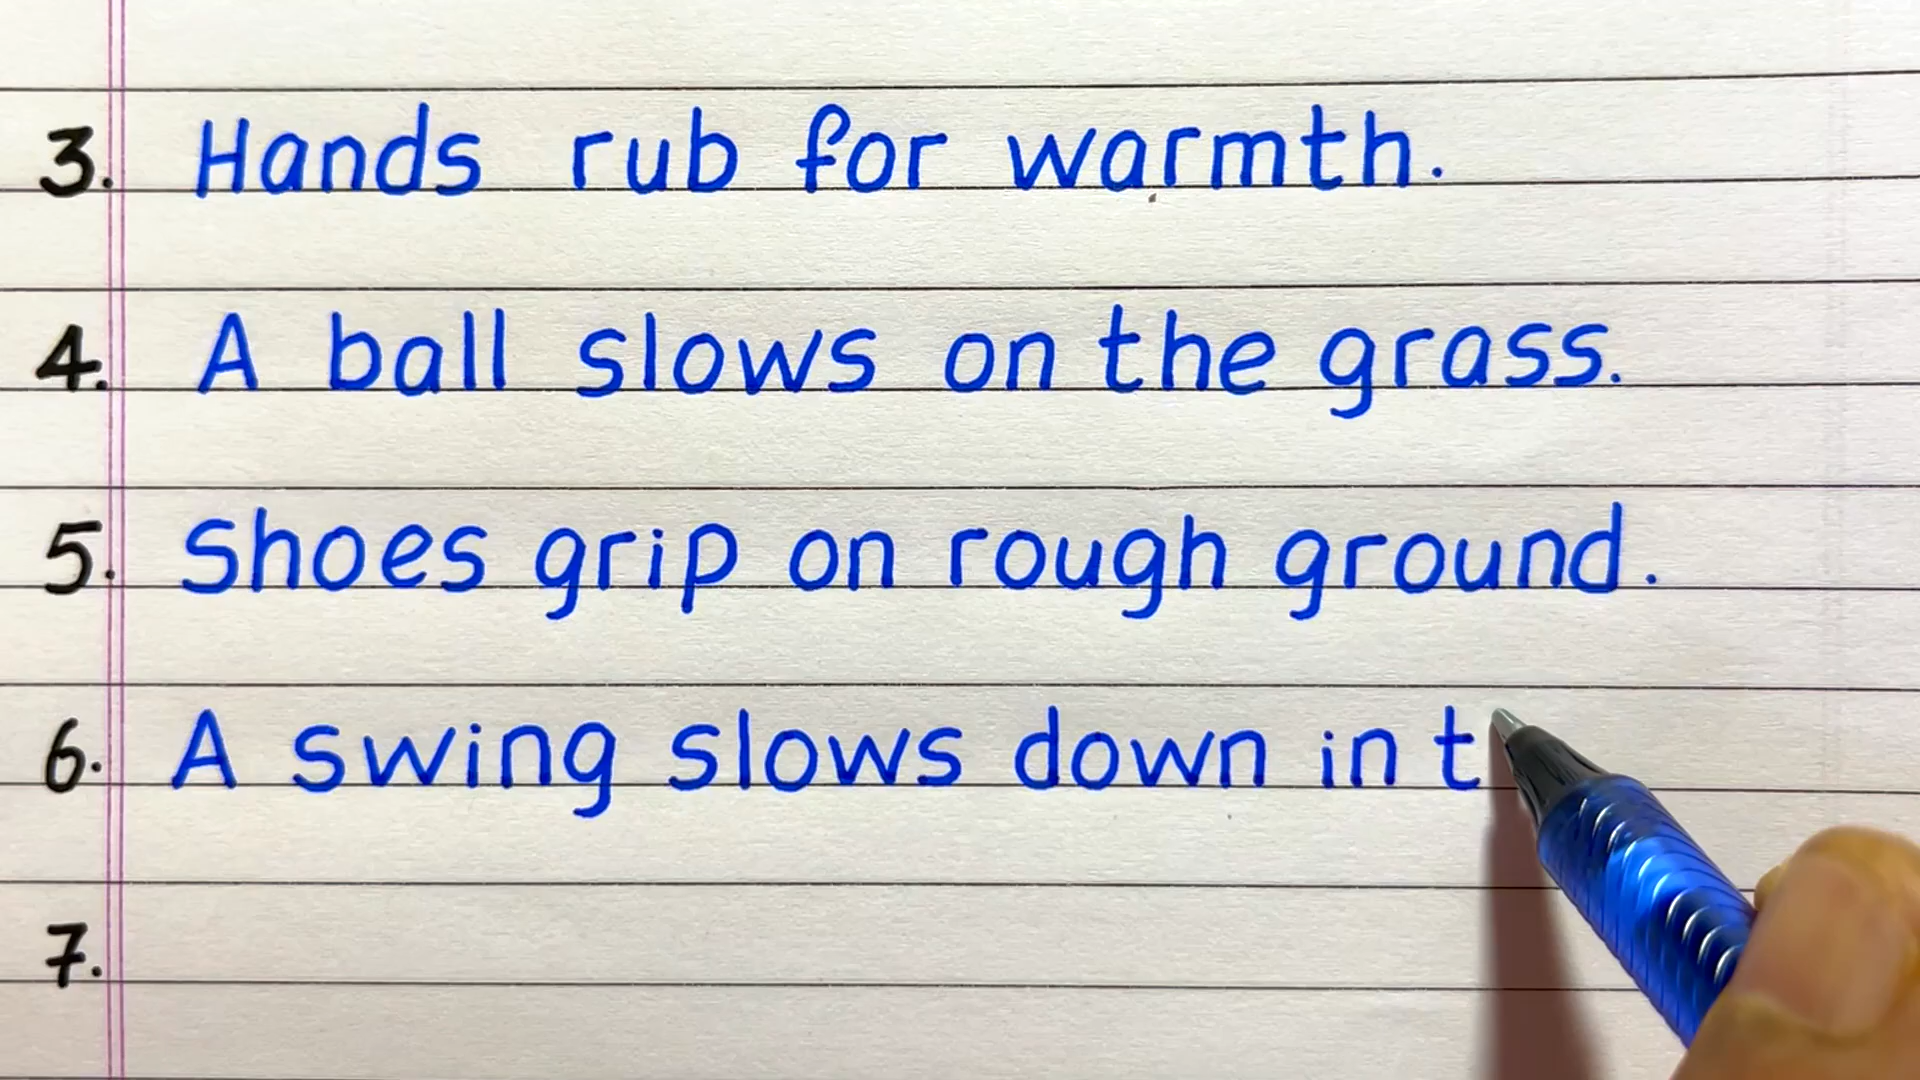 3. Hands rub for warmth.
4. A ball slows on the grass.
5. Shoes grip on rough ground.
6. A swing slows down in t
7.